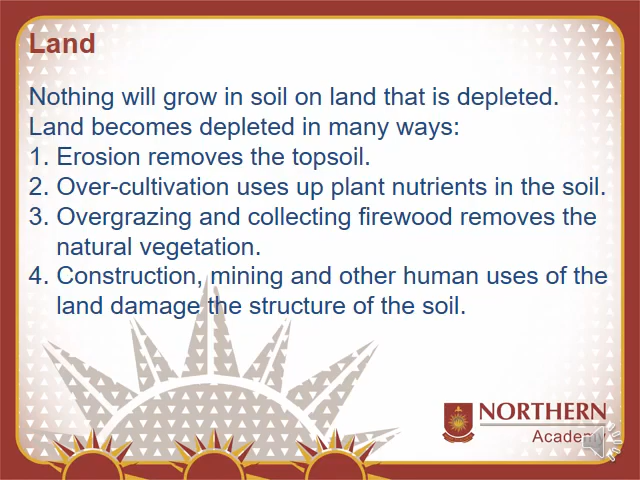 Land
Nothing will grow in soil on land that is depleted.
Land becomes depleted in many ways:
1. Erosion removes the topsoil.
2. Over-cultivation uses up plant nutrients in the soil.
3. Overgrazing and collecting firewood removes the
natural vegetation.
4. Construction, mining and other human uses of the
land damage the structure of the soil.
NORTHERN
Academy